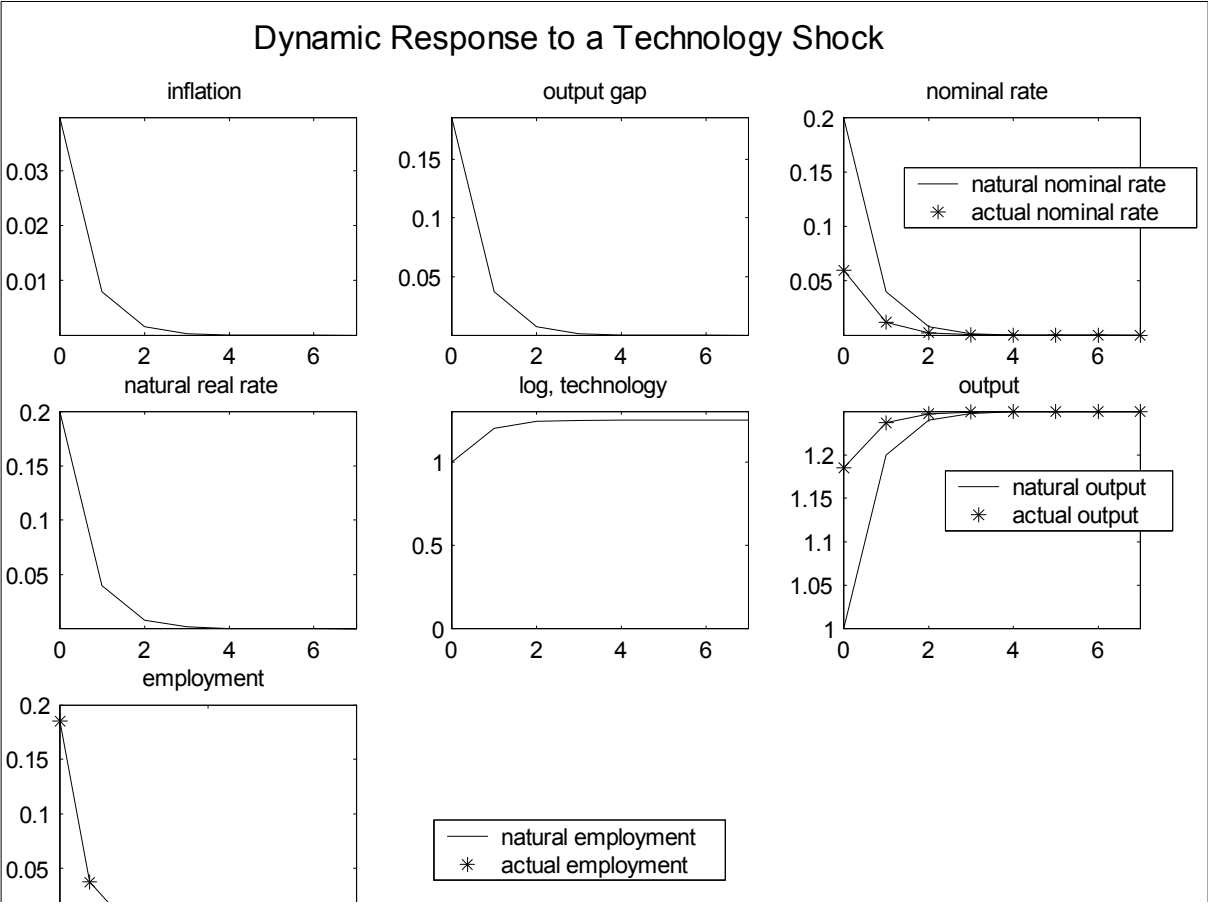 Dynamic Response to a Technology Shock
inflation
0.03
0.02
0.01
0 2 4 6
output gap
0.15
0.1
0.05
0 2 4 6
nominal rate
0.2
0.15
0.1
0.05
natural nominal rate
actual nominal rate
0 2 4 6
natural real rate
0.2
0.15
0.1
0.05
0 2 4 6
log, technology
1
0.5
0
0 2 4 6
output
1.2
1.15
1.1
1.05
1
natural output
actual output
0 2 4 6
employment
0.2
0.15
0.1
0.05
natural employment
actual employment